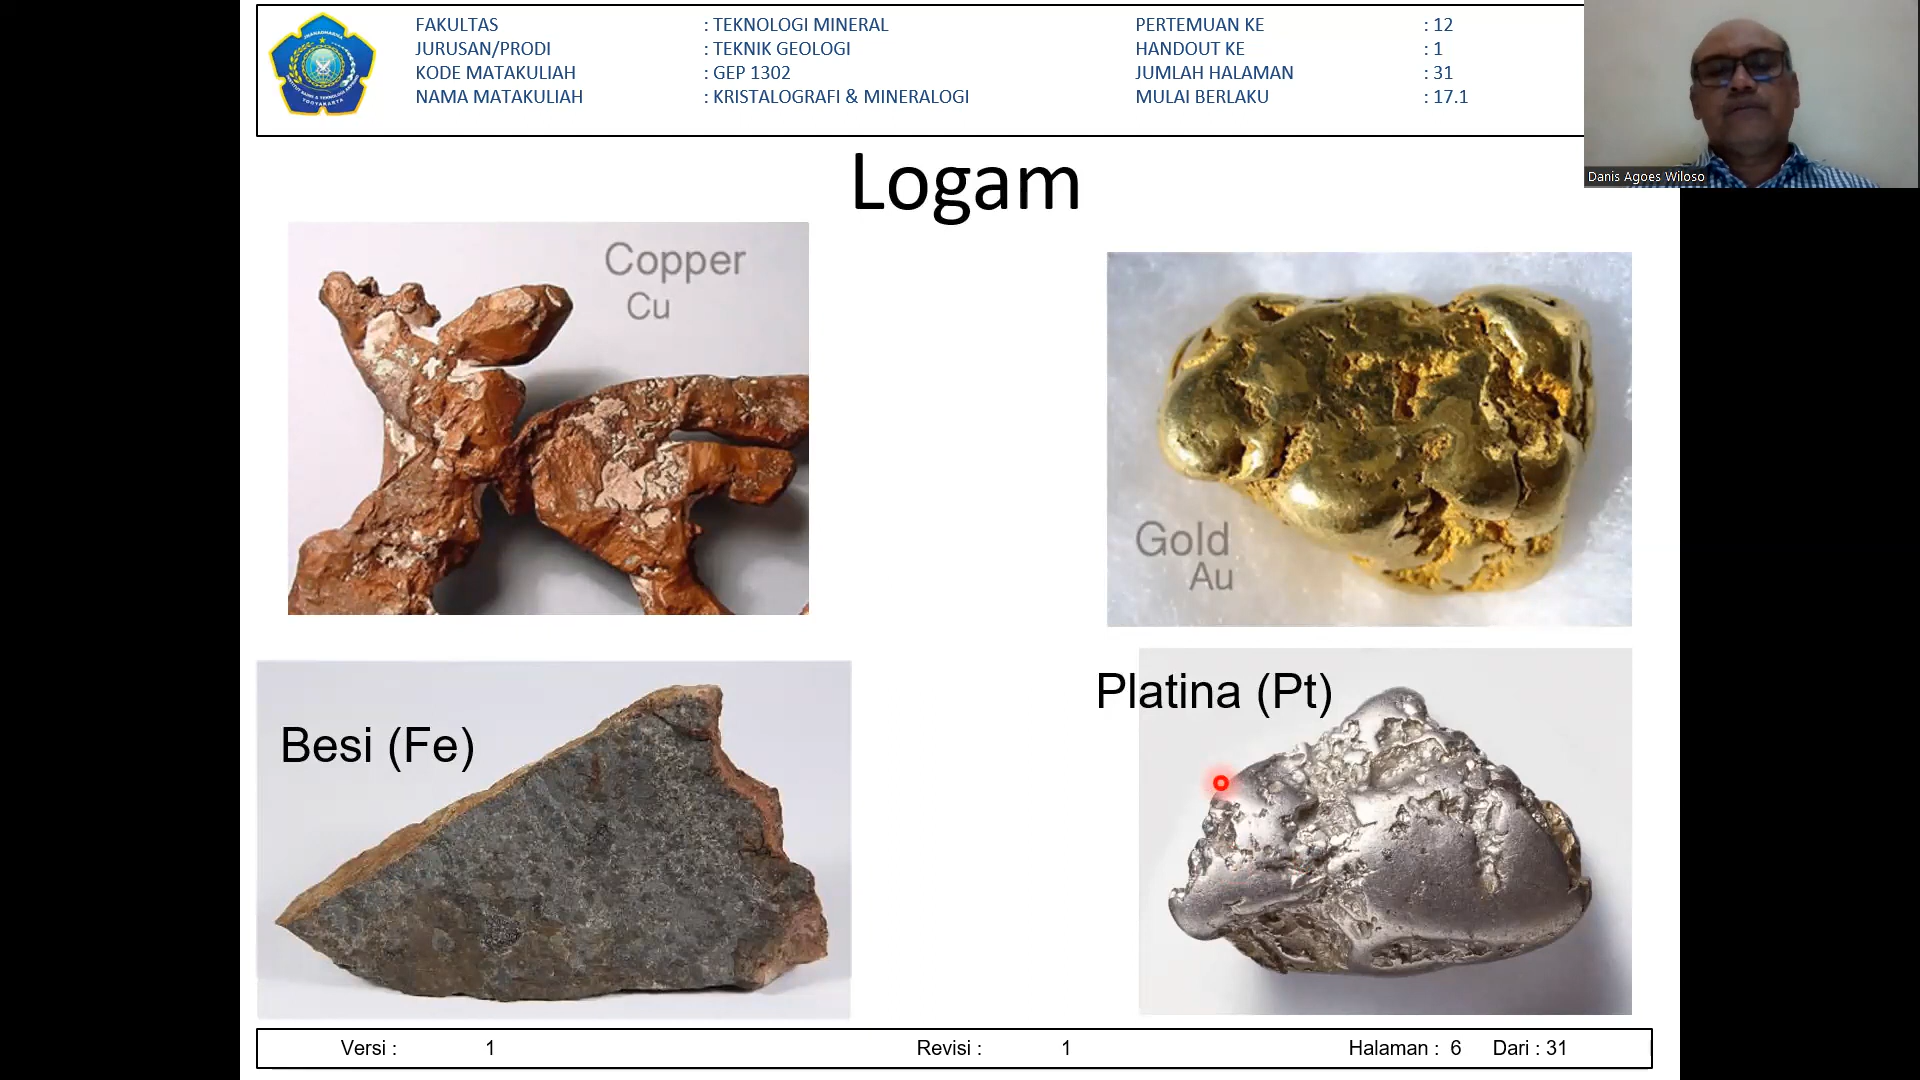 FAKULTAS : TEKNOLOGI MINERAL PERTEMUAN KE : 12
JURUSAN/PRODI : TEKNIK GEOLOGI HANDOUT KE : 1
KODE MATAKULIAH : GEP 1302 JUMLAH HALAMAN : 31
NAMA MATAKULIAH : KRISTALOGRAFI & MINERALOGI MULAI BERLAKU : 17.1
Danis Agoes Wiloso
Logam
Copper
Cu
Gold
Au
Besi (Fe)
Platina (Pt)
Versi : 1 Revisi : 1 Halaman : 6 Dari : 31